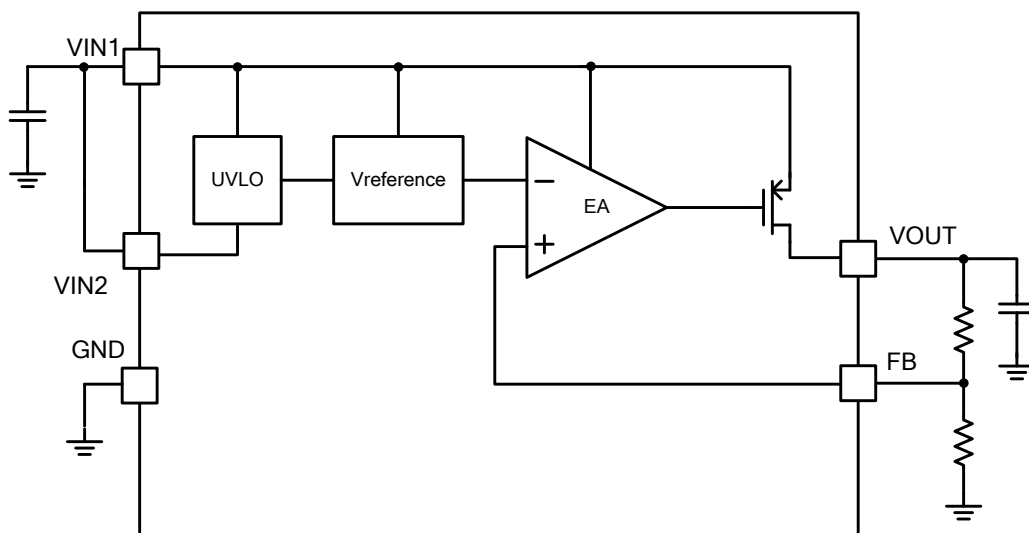 VIN1
UVLO
Vreference
−
EA
+
VOUT
VIN2
GND
FB